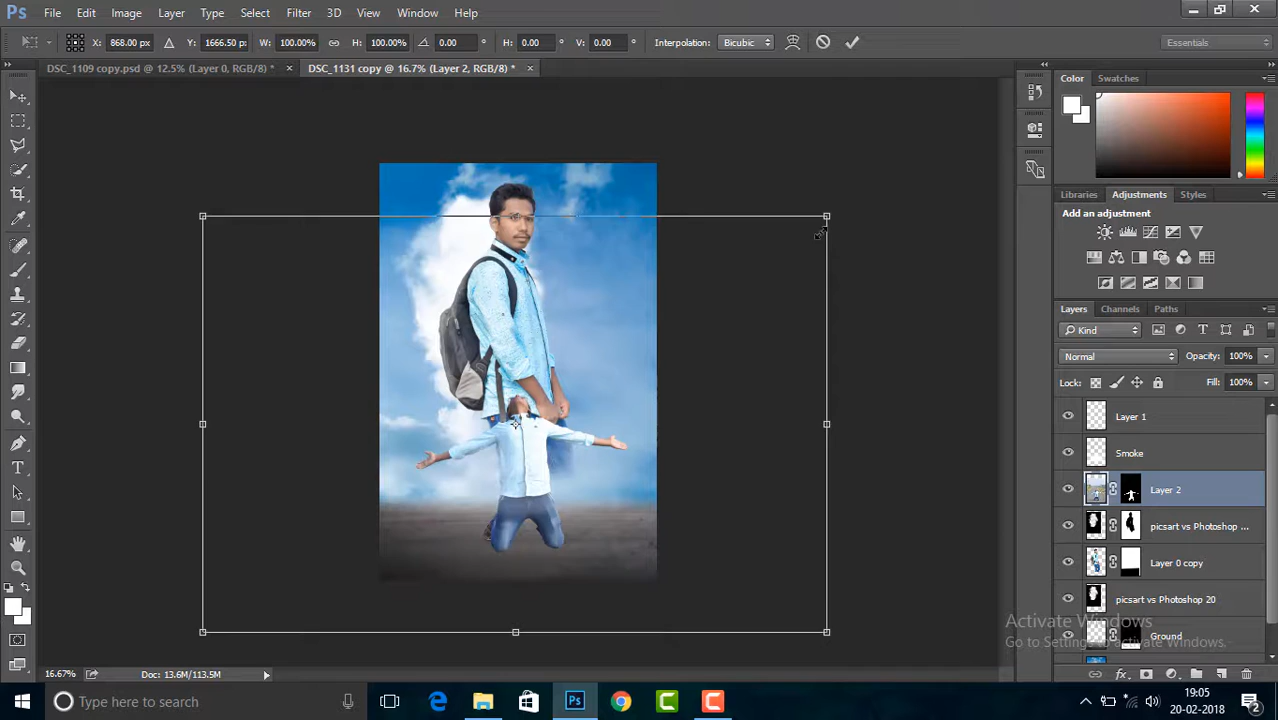 Ps File Edit Image Layer Type Select Filter 3D View Window Help
X: 868.00 px Y: 1666.50 p: W: 100.00% H: 100.00% 0.00 ° H: 0.00 ° V: 0.00 ° Interpolation: Bicubic Essentials
DSC_1109 copy.psd @ 12.5% (Layer 0, RGB/8) * × DSC_1131 copy @ 16.7% (Layer 2, RGB/8) * ×
Color Swatches
Libraries Adjustments Styles
Add an adjustment
Layers Channels Paths
Kind
Normal Opacity: 100%
Lock: Fill: 100%
Layer 1
Smoke
Layer 2
picsart vs Photoshop ...
Layer 0 copy
picsart vs Photoshop 20
Activate Windows
Ground
Go to Settings to activate Windows.
16.67% Doc: 13.6M/113.5M
Type here to search
Ps
19:05
20-02-2018
2